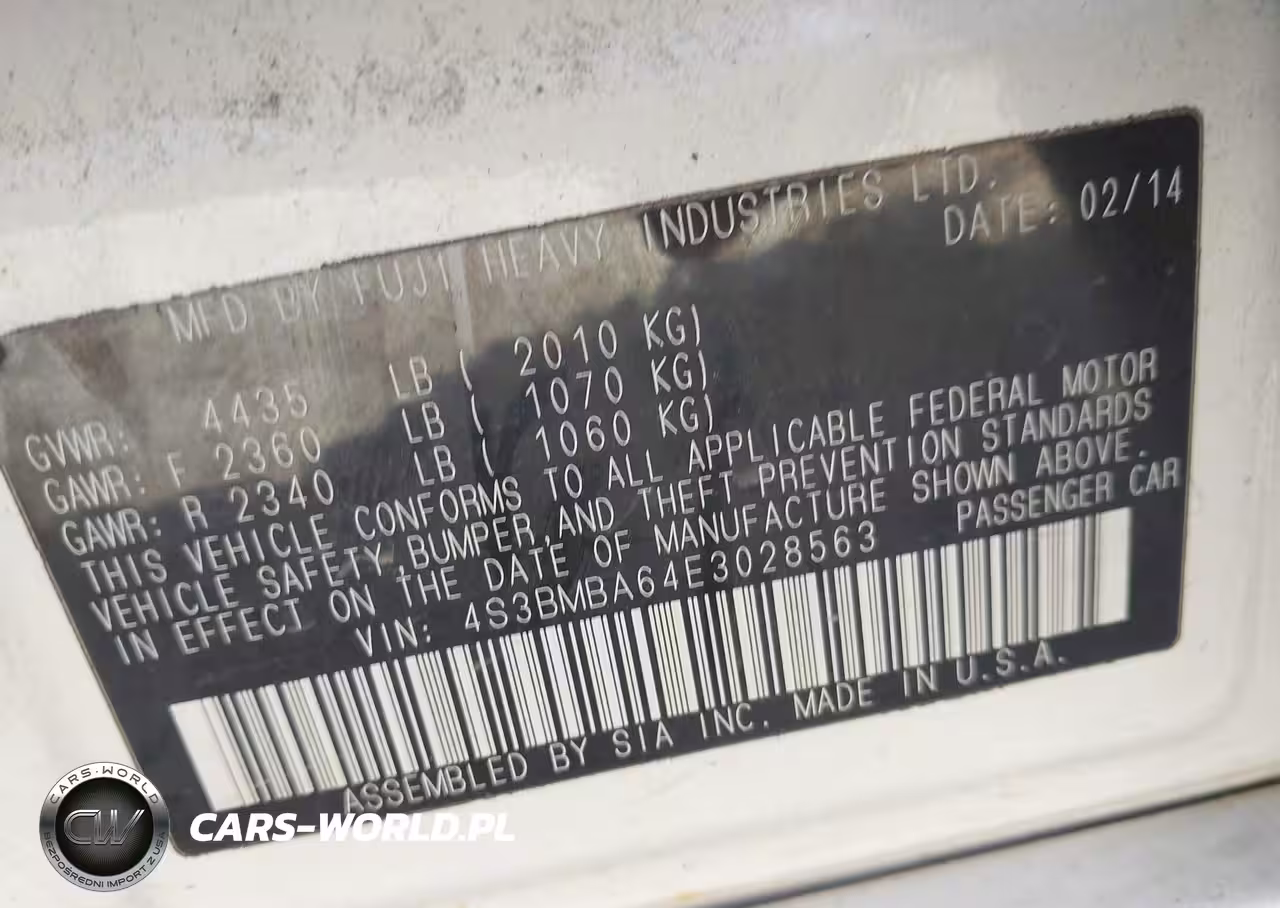 MFD BY FUJI HEAVY INDUSTRIES LTD.
DATE: 02/14
GVWR: 4435 LB ( 2010 KG)
GAWR: F 2360 LB ( 1070 KG)
GAWR: R 2340 LB ( 1060 KG)
THIS VEHICLE CONFORMS TO ALL APPLICABLE FEDERAL MOTOR
VEHICLE SAFETY,BUMPER,AND THEFT PREVENTION STANDARDS
IN EFFECT ON THE DATE OF MANUFACTURE SHOWN ABOVE.
VIN: 4S3BMBA64E3028563 PASSENGER CAR
ASSEMBLED BY SIA INC. MADE IN U.S.A.
CARS-WORLD
CW
BEZPOŚREDNI IMPORT Z USA
CARS-WORLD.PL